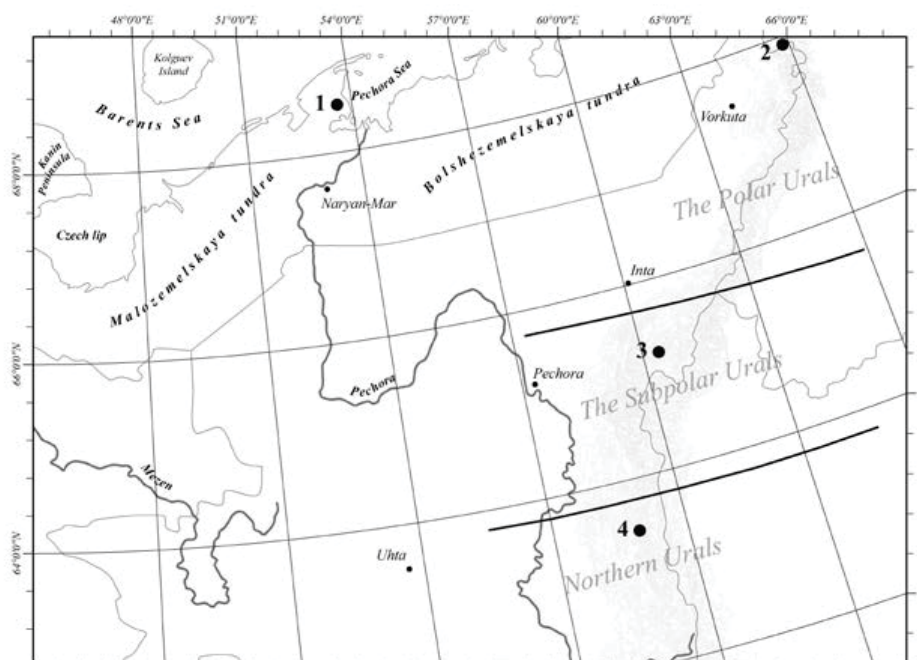 48°0'0"E 51°0'0"E 54°0'0"E 57°0'0"E 60°0'0"E 63°0'0"E 66°0'0"E
Kolguev
Island
2
Pechora Sea
1
Vorkuta
Barents Sea
Bolshezemelskaya tundra
Kanin
Peninsula
68°0'0"N
Naryan-Mar
The Polar Urals
Czech lip
Malozemelskaya tundra
Inta
3
66°0'0"N
Pechora
Pechora
The Subpolar Urals
Mezen
4
64°0'0"N
Uhta
Northern Urals